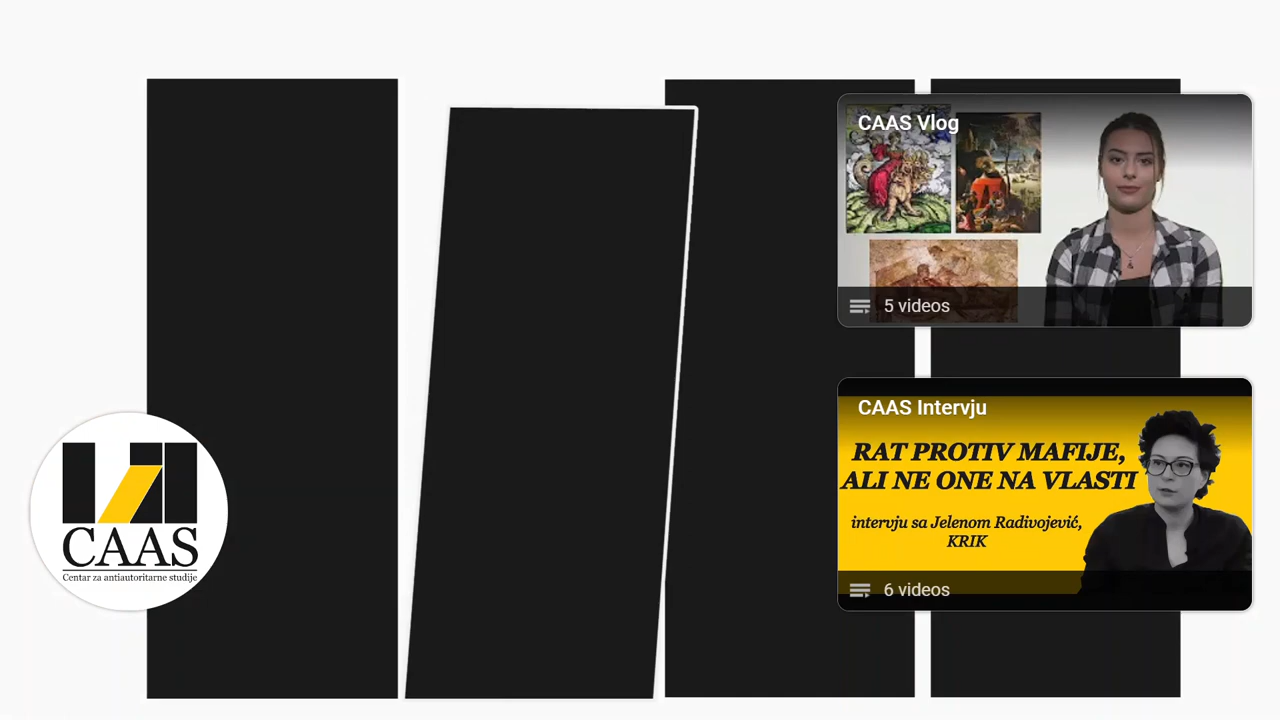 CAAS Vlog
5 videos
CAAS Intervju
RAT PROTIV MAFIJE,
ALI NE ONE NA VLASTI
intervju sa Jelenom Radivojević,
KRIK
6 videos
CAAS
Centar za antiautoritarne studije